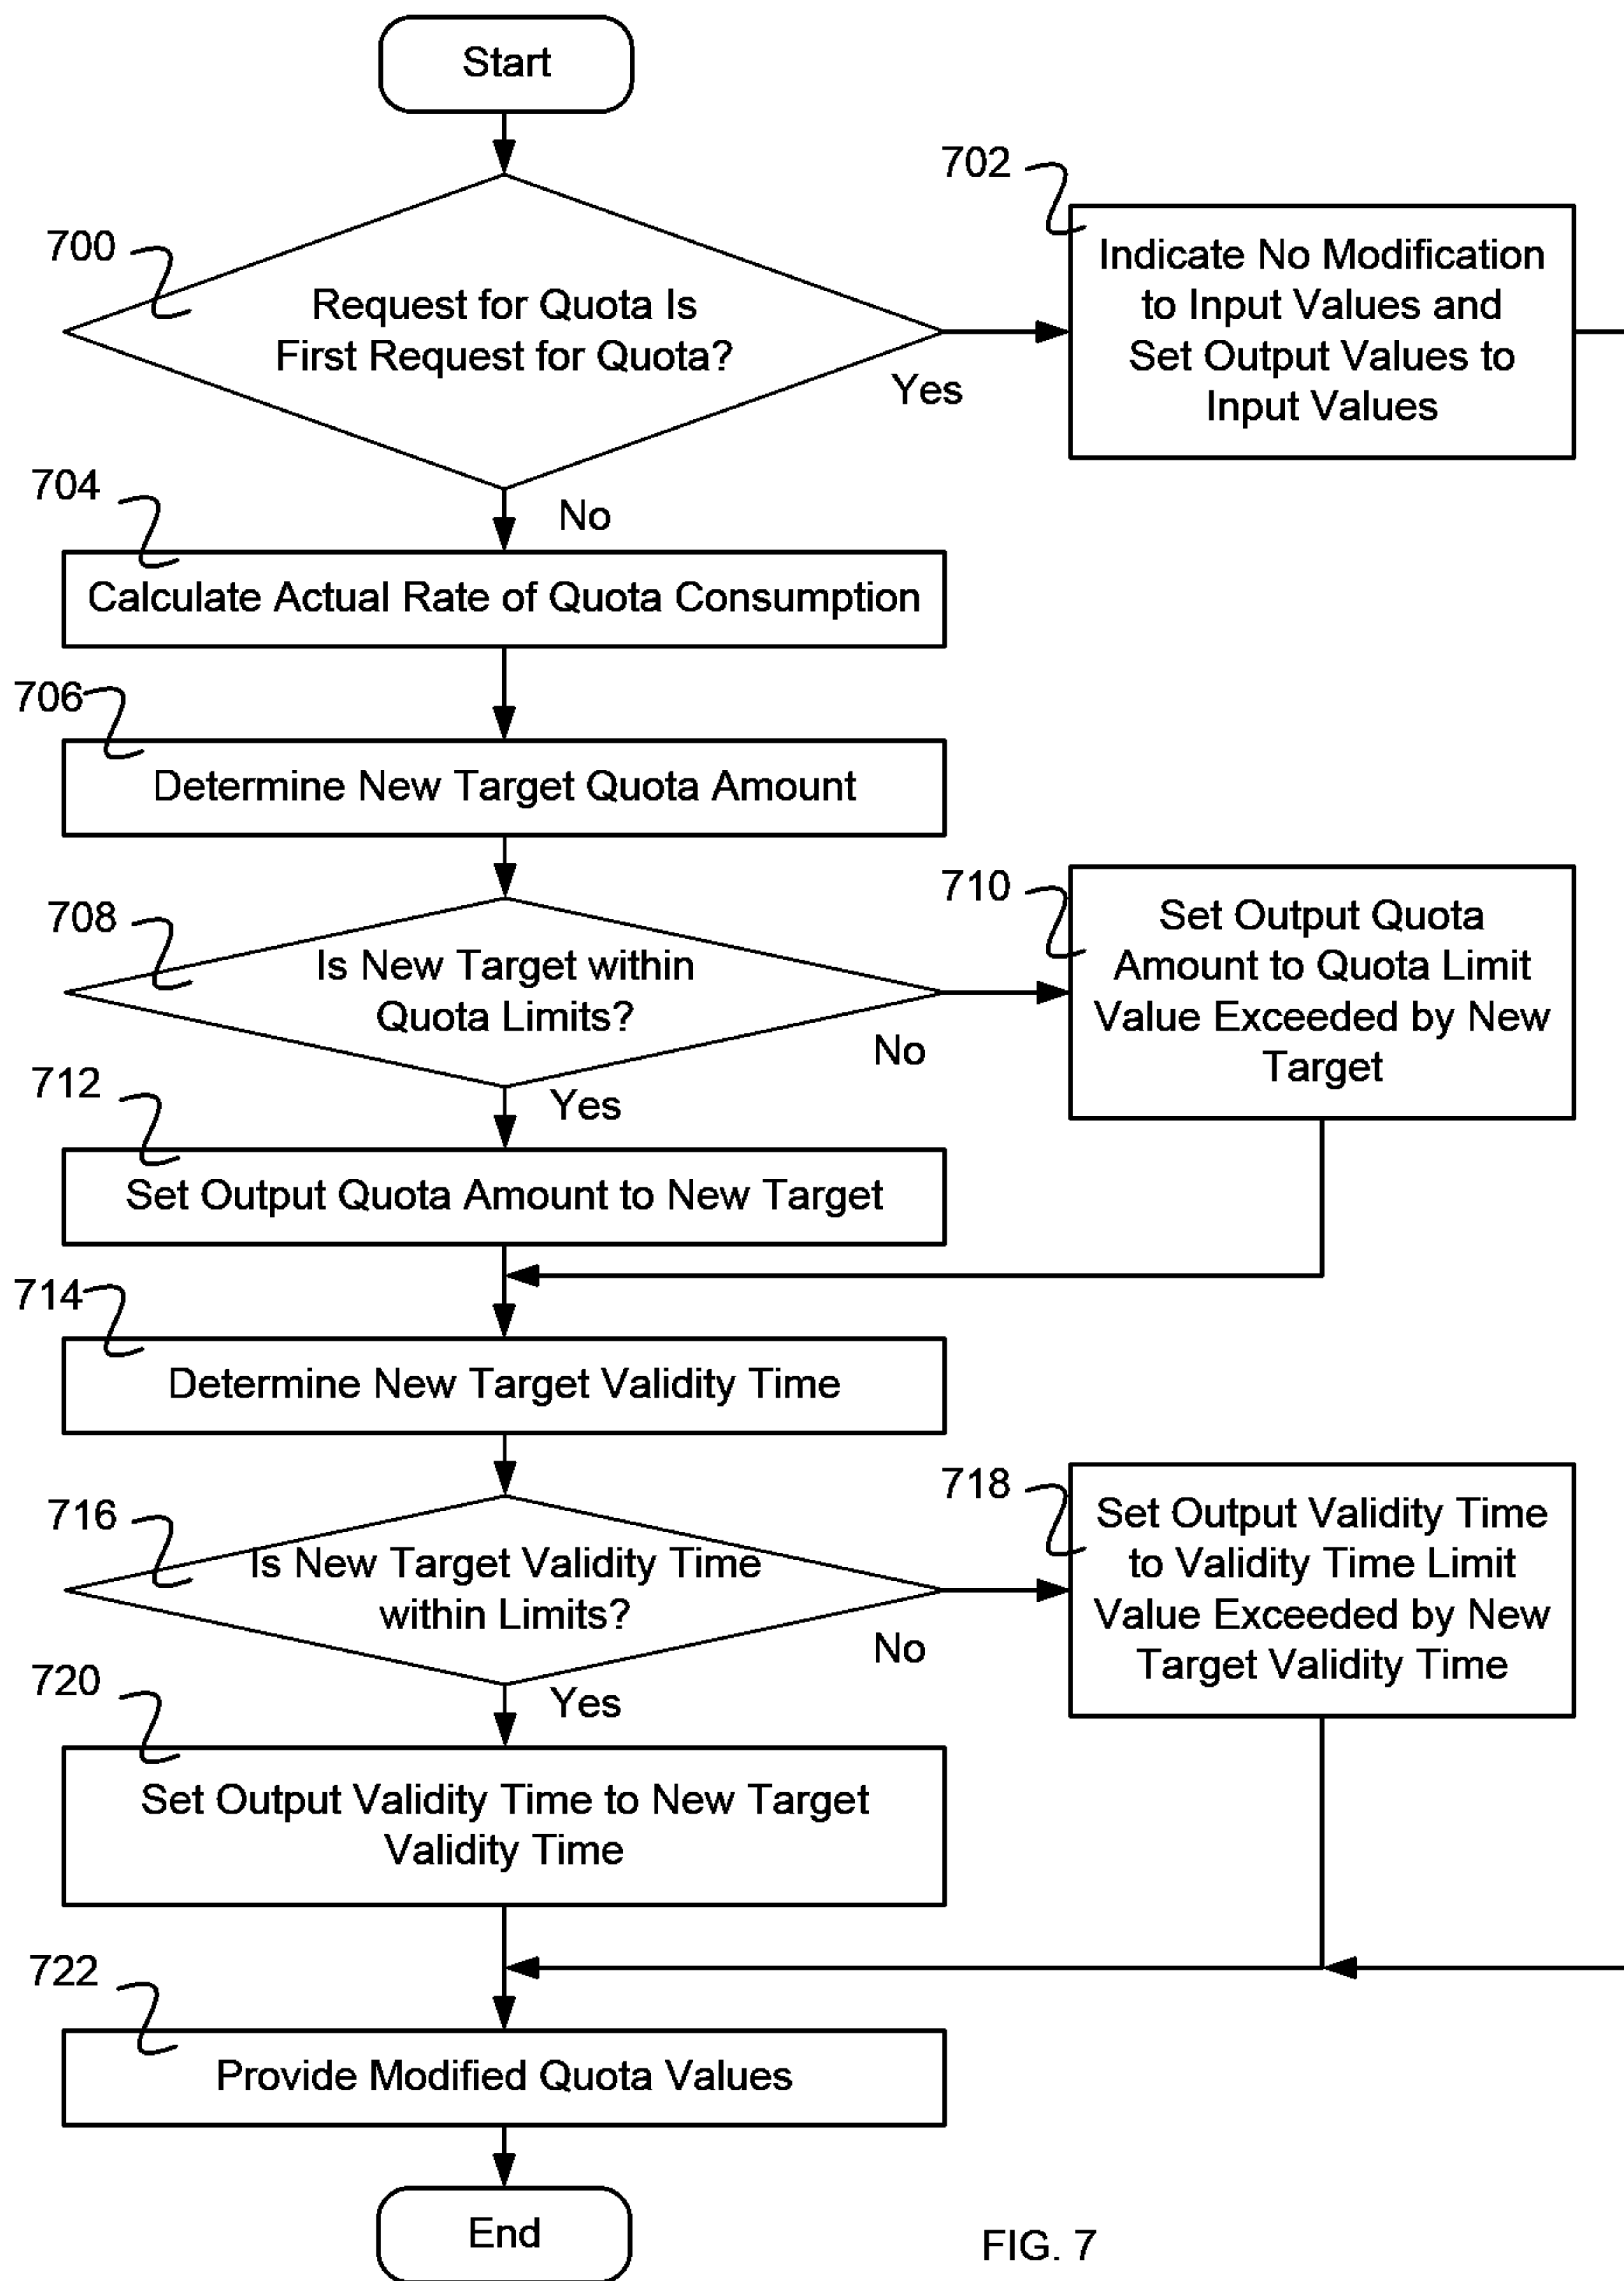 Start
700
Request for Quota Is
First Request for Quota?
Yes
702
Indicate No Modification
to Input Values and
Set Output Values to
Input Values
No
704
Calculate Actual Rate of Quota Consumption
706
Determine New Target Quota Amount
708
Is New Target within
Quota Limits?
No
710
Set Output Quota
Amount to Quota Limit
Value Exceeded by New
Target
Yes
712
Set Output Quota Amount to New Target
714
Determine New Target Validity Time
716
Is New Target Validity Time
within Limits?
No
718
Set Output Validity Time
to Validity Time Limit
Value Exceeded by New
Target Validity Time
Yes
720
Set Output Validity Time to New Target
Validity Time
722
Provide Modified Quota Values
End
FIG. 7